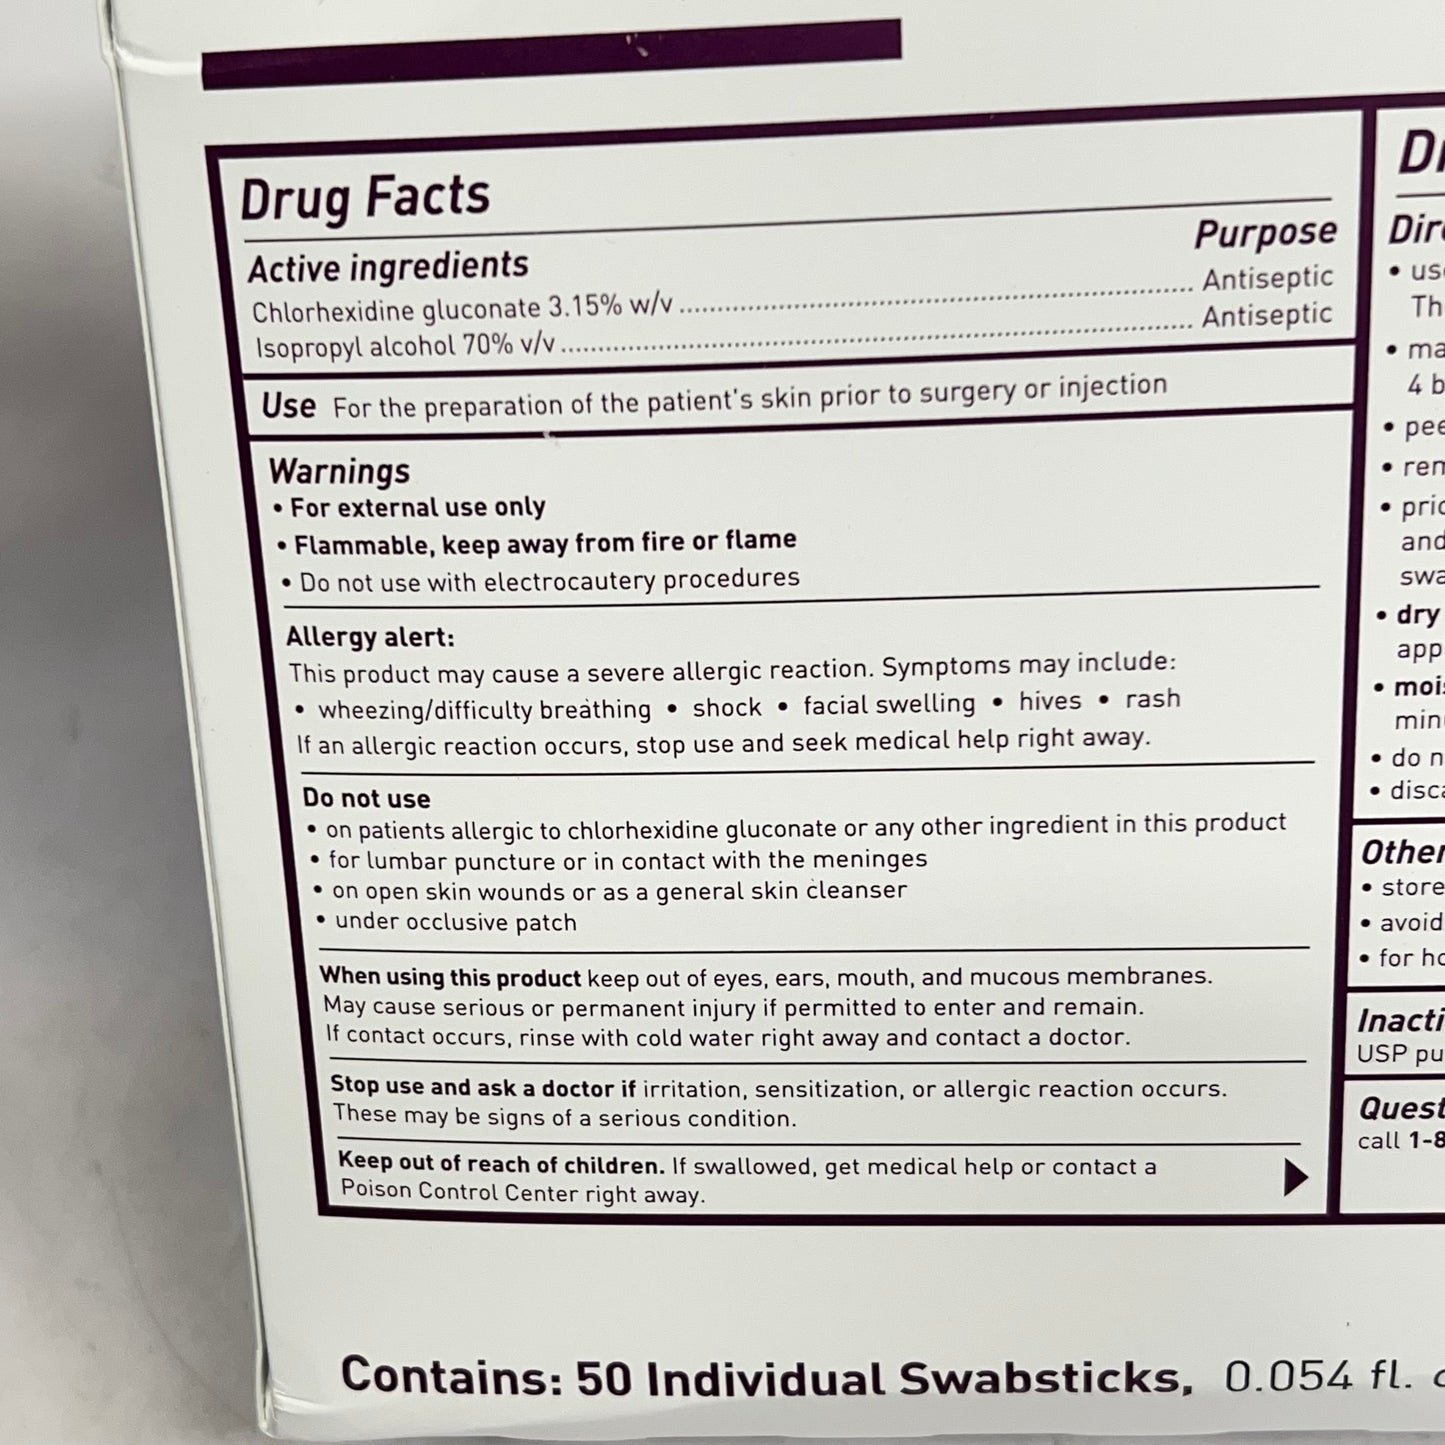 Drug Facts
Active ingredients Purpose
Chlorhexidine gluconate 3.15% w/v.......... Antiseptic
Isopropyl alcohol 70% v/v.......... Antiseptic
Use For the preparation of the patient's skin prior to surgery or injection
Warnings
• For external use only
• Flammable, keep away from fire or flame
• Do not use with electrocautery procedures
Allergy alert:
This product may cause a severe allergic reaction. Symptoms may include:
• wheezing/difficulty breathing • shock • facial swelling • hives • rash
If an allergic reaction occurs, stop use and seek medical help right away.
Do not use
• on patients allergic to chlorhexidine gluconate or any other ingredient in this product
• for lumbar puncture or in contact with the meninges
• on open skin wounds or as a general skin cleanser
• under occlusive patch
When using this product keep out of eyes, ears, mouth, and mucous membranes.
May cause serious or permanent injury if permitted to enter and remain.
If contact occurs, rinse with cold water right away and contact a doctor.
Stop use and ask a doctor if irritation, sensitization, or allergic reaction occurs.
These may be signs of a serious condition.
Keep out of reach of children. If swallowed, get medical help or contact a
Poison Control Center right away.
• dry
4 b
Other
• store
• avoid
• for
USP
call 1-8
Contains: 50 Individual Swabsticks, 0.054 fl.